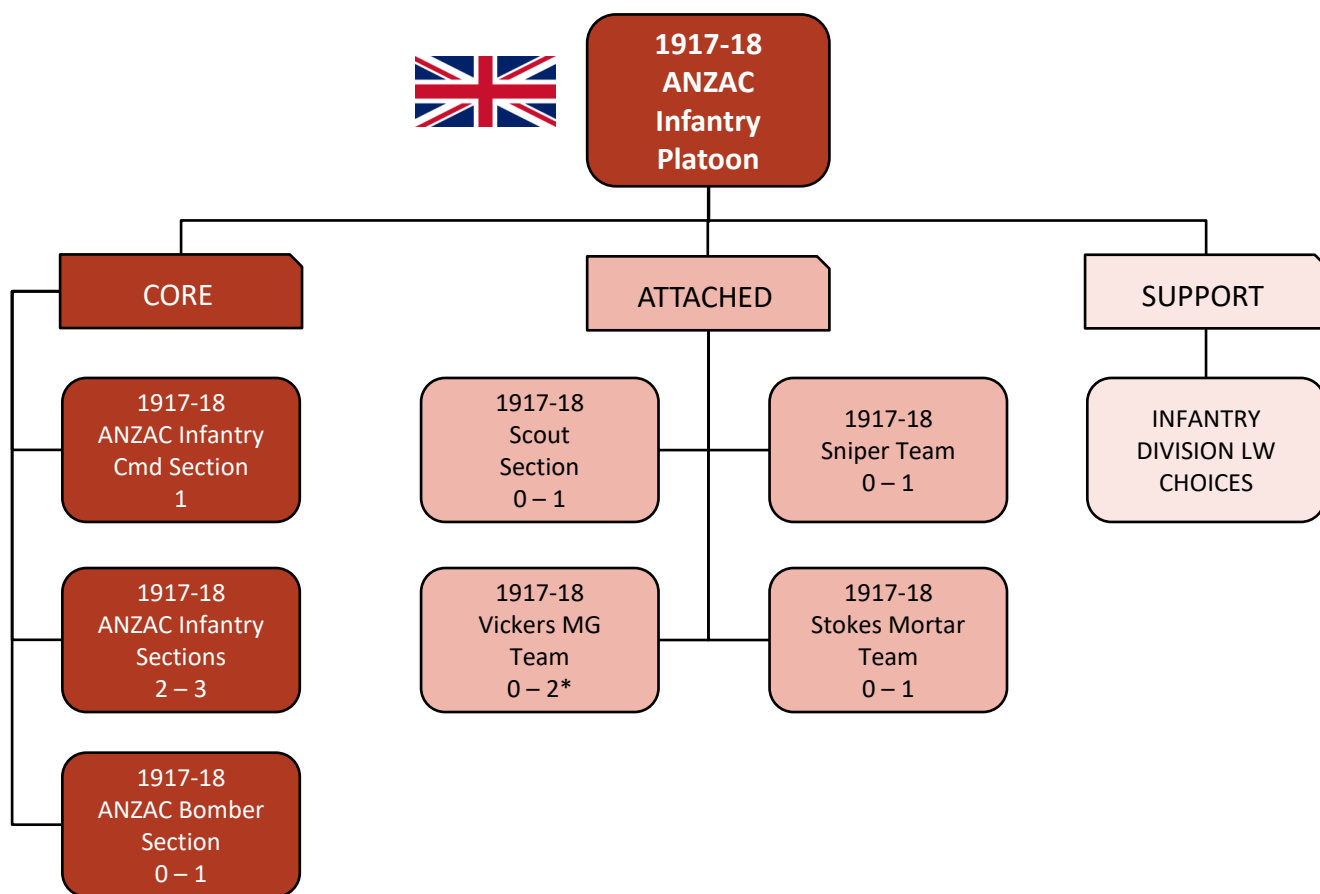 1917-18
ANZAC
Infantry
Platoon
CORE
ATTACHED
SUPPORT
1917-18
ANZAC Infantry
Cmd Section
1
1917-18
Scout
Section
0 – 1
1917-18
Sniper Team
0 – 1
INFANTRY
DIVISION LW
CHOICES
1917-18
ANZAC Infantry
Sections
2 – 3
1917-18
Vickers MG
Team
0 – 2*
1917-18
Stokes Mortar
Team
0 – 1
1917-18
ANZAC Bomber
Section
0 – 1